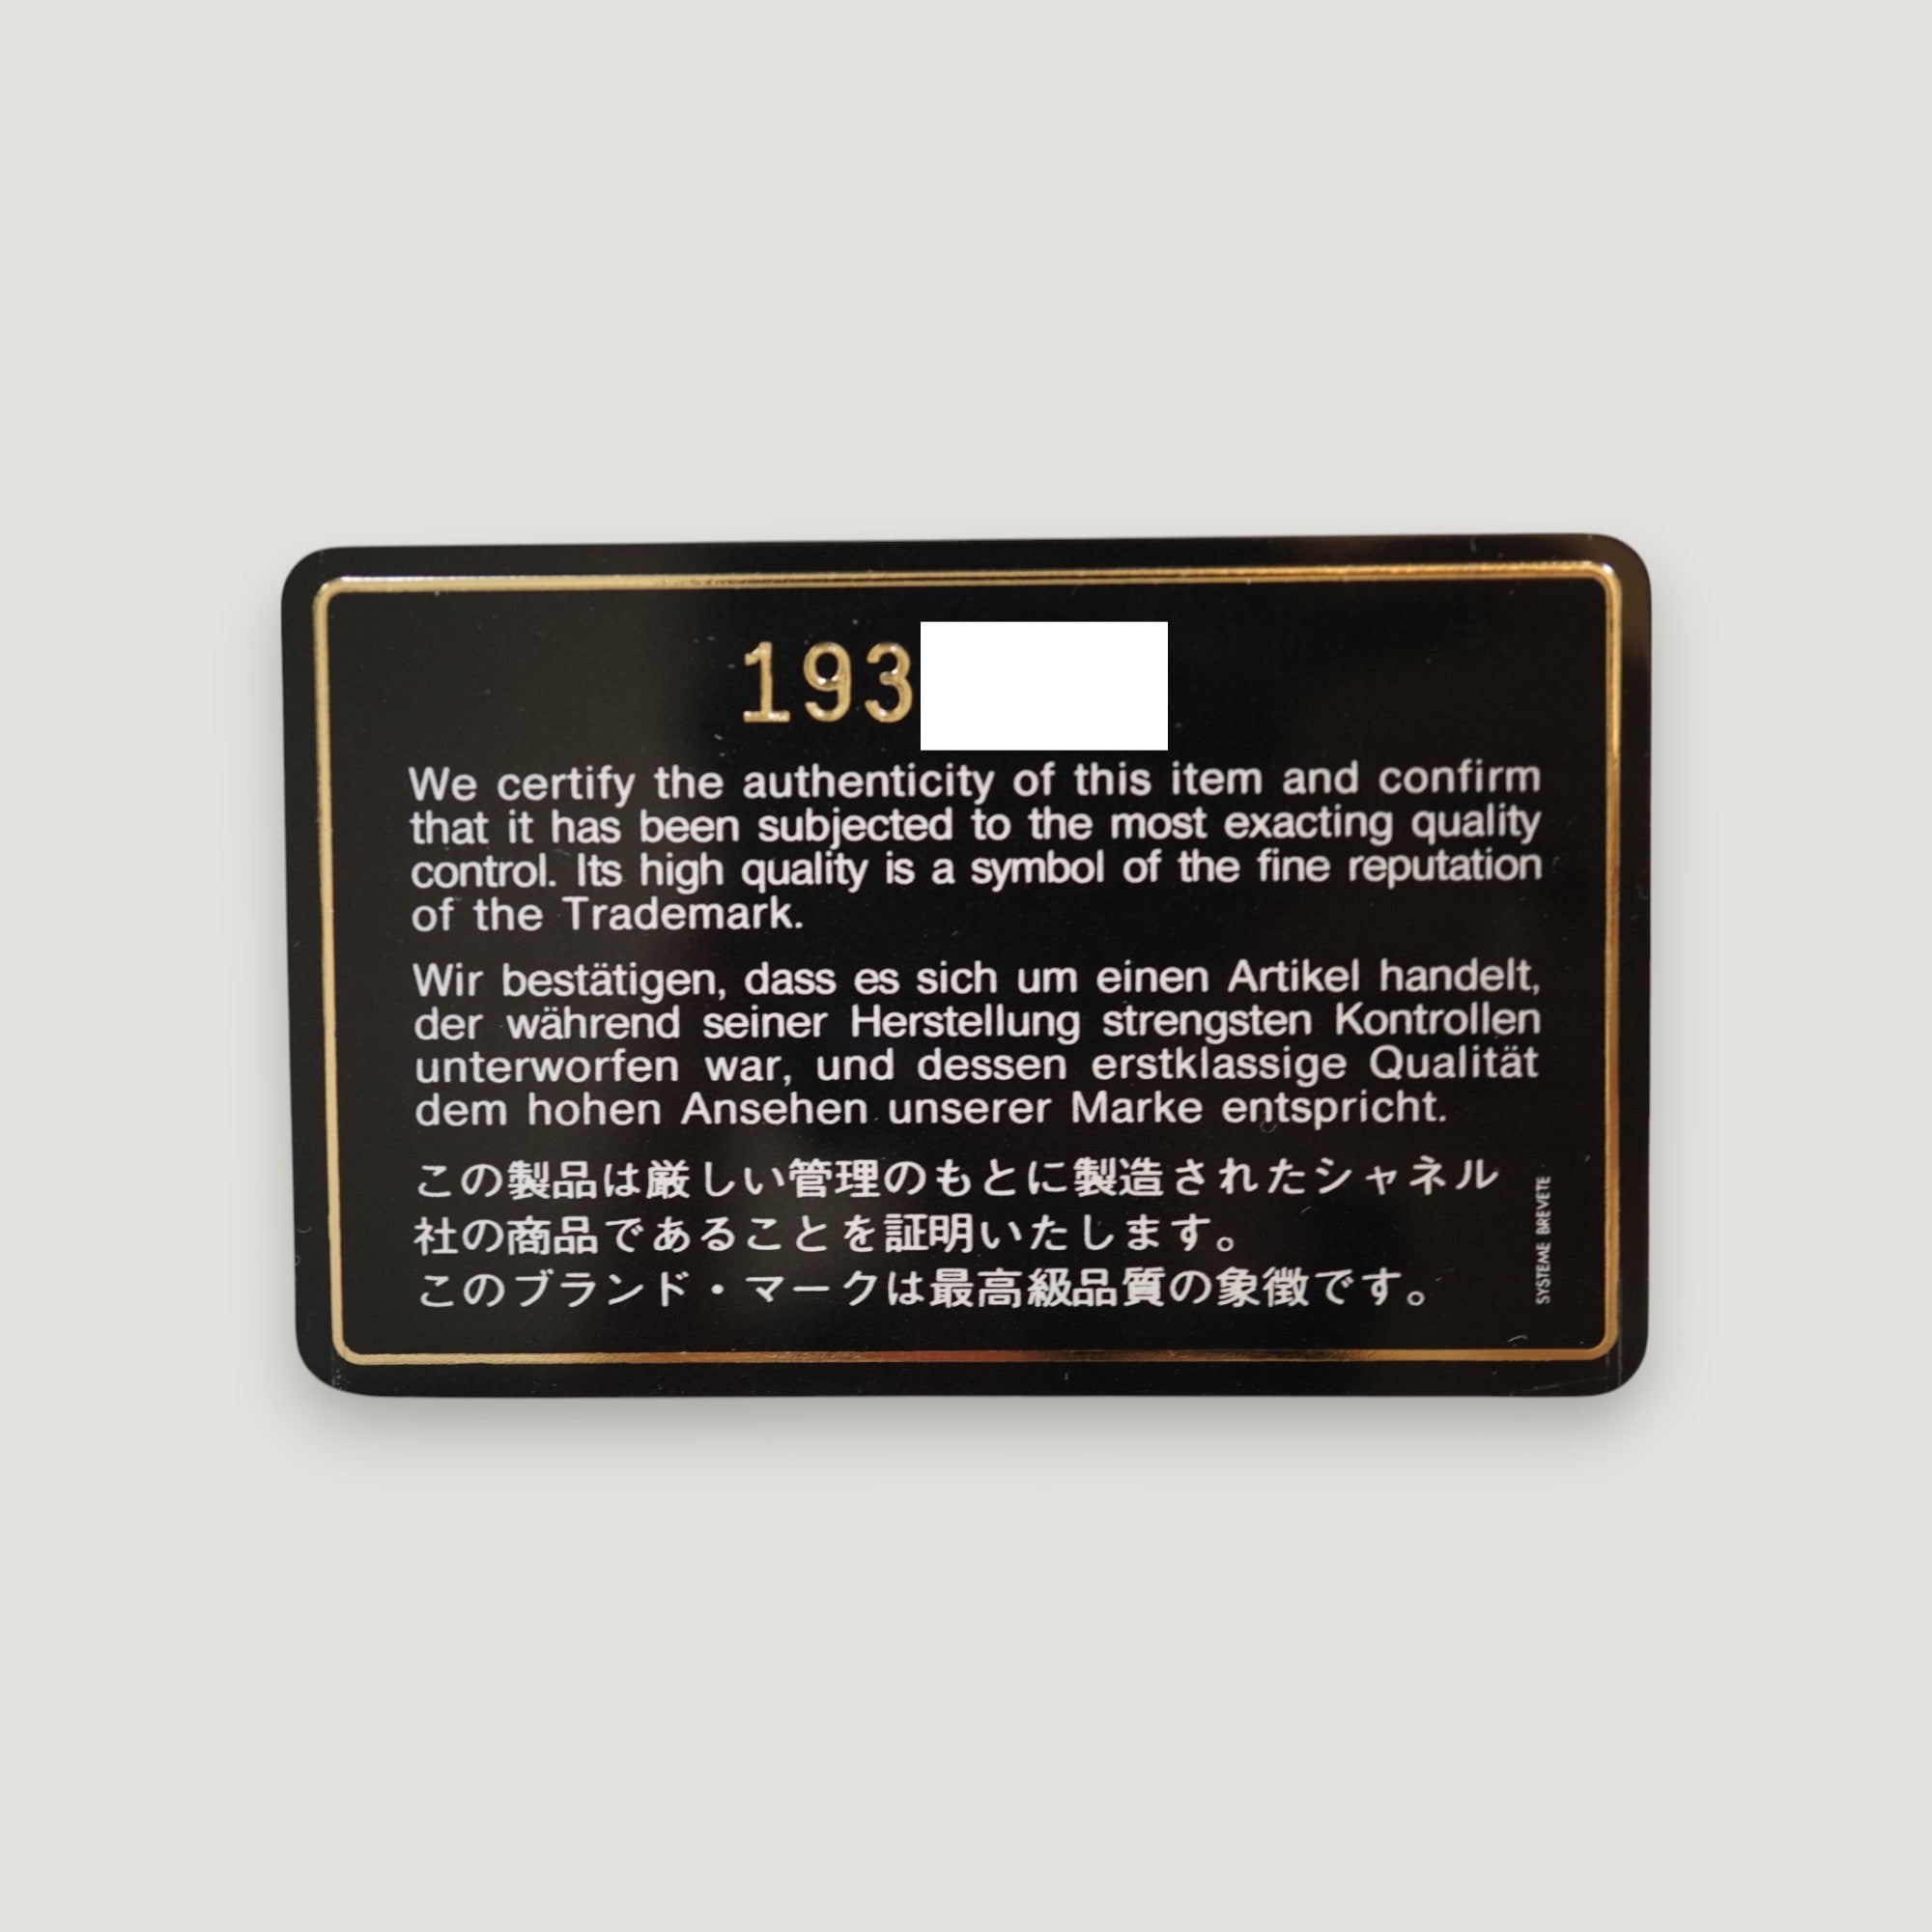 193
We certify the authenticity of this item and confirm
that it has been subjected to the most exacting quality
control. Its high quality is a symbol of the fine reputation
of the Trademark.
Wir bestätigen, dass es sich um einen Artikel handelt,
der während seiner Herstellung strengsten Kontrollen
unterworfen war, und dessen erstklassige Qualität
dem hohen Ansehen unserer Marke entspricht.
この製品は厳しい管理のもとに製造されたシャネル
社の商品であることを証明いたします。
このブランド・マークは最高級品質の象徴です。
SYSTEME BREVETE